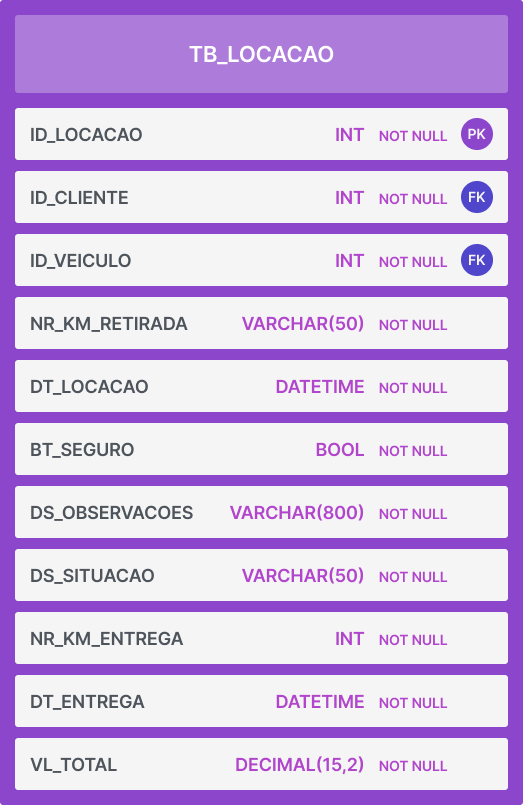 TB_LOCACAO
ID_LOCACAO INT NOT NULL PK
ID_CLIENTE INT NOT NULL FK
ID_VEICULO INT NOT NULL FK
NR_KM_RETIRADA VARCHAR(50) NOT NULL
DT_LOCACAO DATETIME NOT NULL
BT_SEGURO BOOL NOT NULL
DS_OBSERVACOES VARCHAR(800) NOT NULL
DS_SITUACAO VARCHAR(50) NOT NULL
NR_KM_ENTREGA INT NOT NULL
DT_ENTREGA DATETIME NOT NULL
VL_TOTAL DECIMAL(15,2) NOT NULL